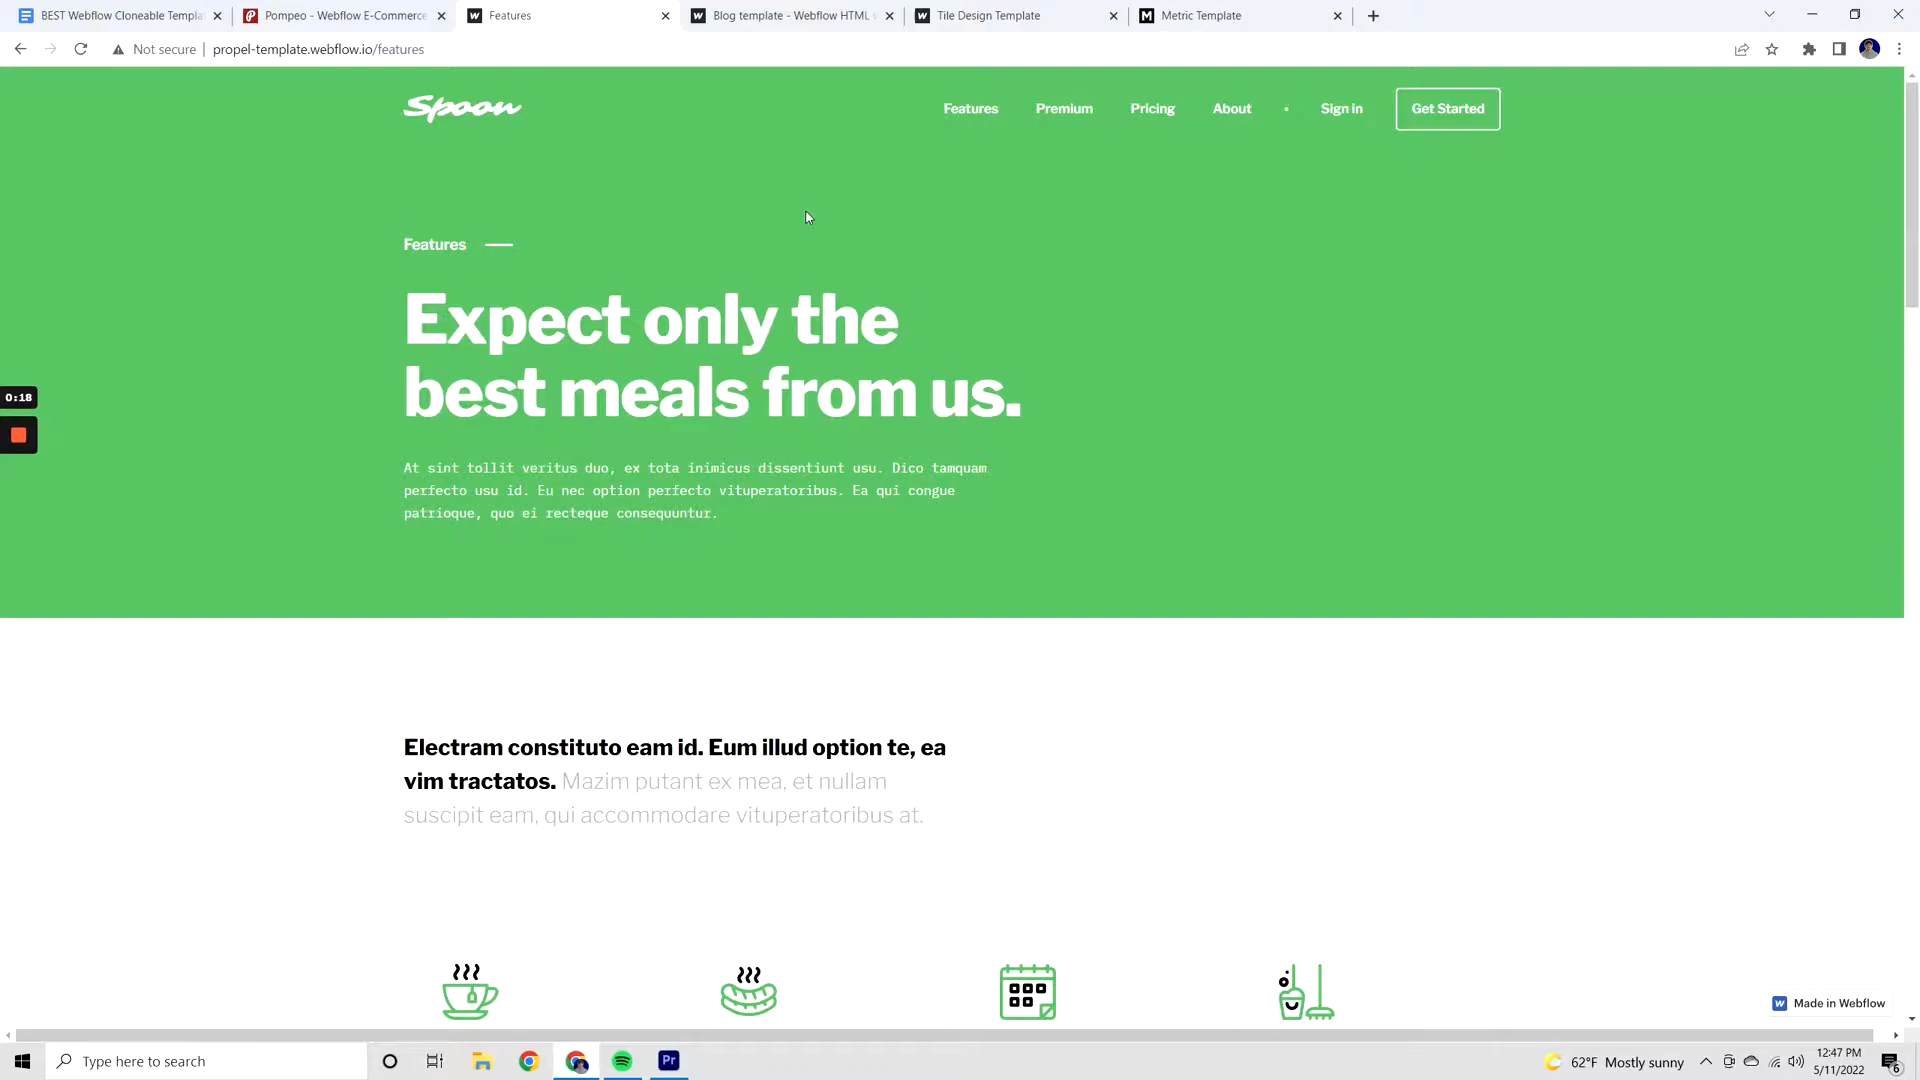 BEST Webflow Cloneable Templa
Pompeo - Webflow E-Commerce
Features
Blog template - Webflow HTML w
Tile Design Template
Metric Template
Not secure
propel-template.webflow.io/features
Spoon
Features
Premium
Pricing
About
•
Sign in
Get Started
Features
Expect only the
best meals from us.
0:18
At sint tollit veritus duo, ex tota inimicus dissentiunt usu. Dico tamquam
perfecto usu id. Eu nec option perfecto vituperatoribus. Ea qui congue
patrioque, quo ei recteque consequuntur.
Electram constituto eam id. Eum illud option te, ea
vim tractatos. Mazim putant ex mea, et nullam
suscipit eam, qui accommodare vituperatoribus at.
Made in Webflow
Type here to search
Pr
62°F Mostly sunny
12:47 PM
5/11/2022
6